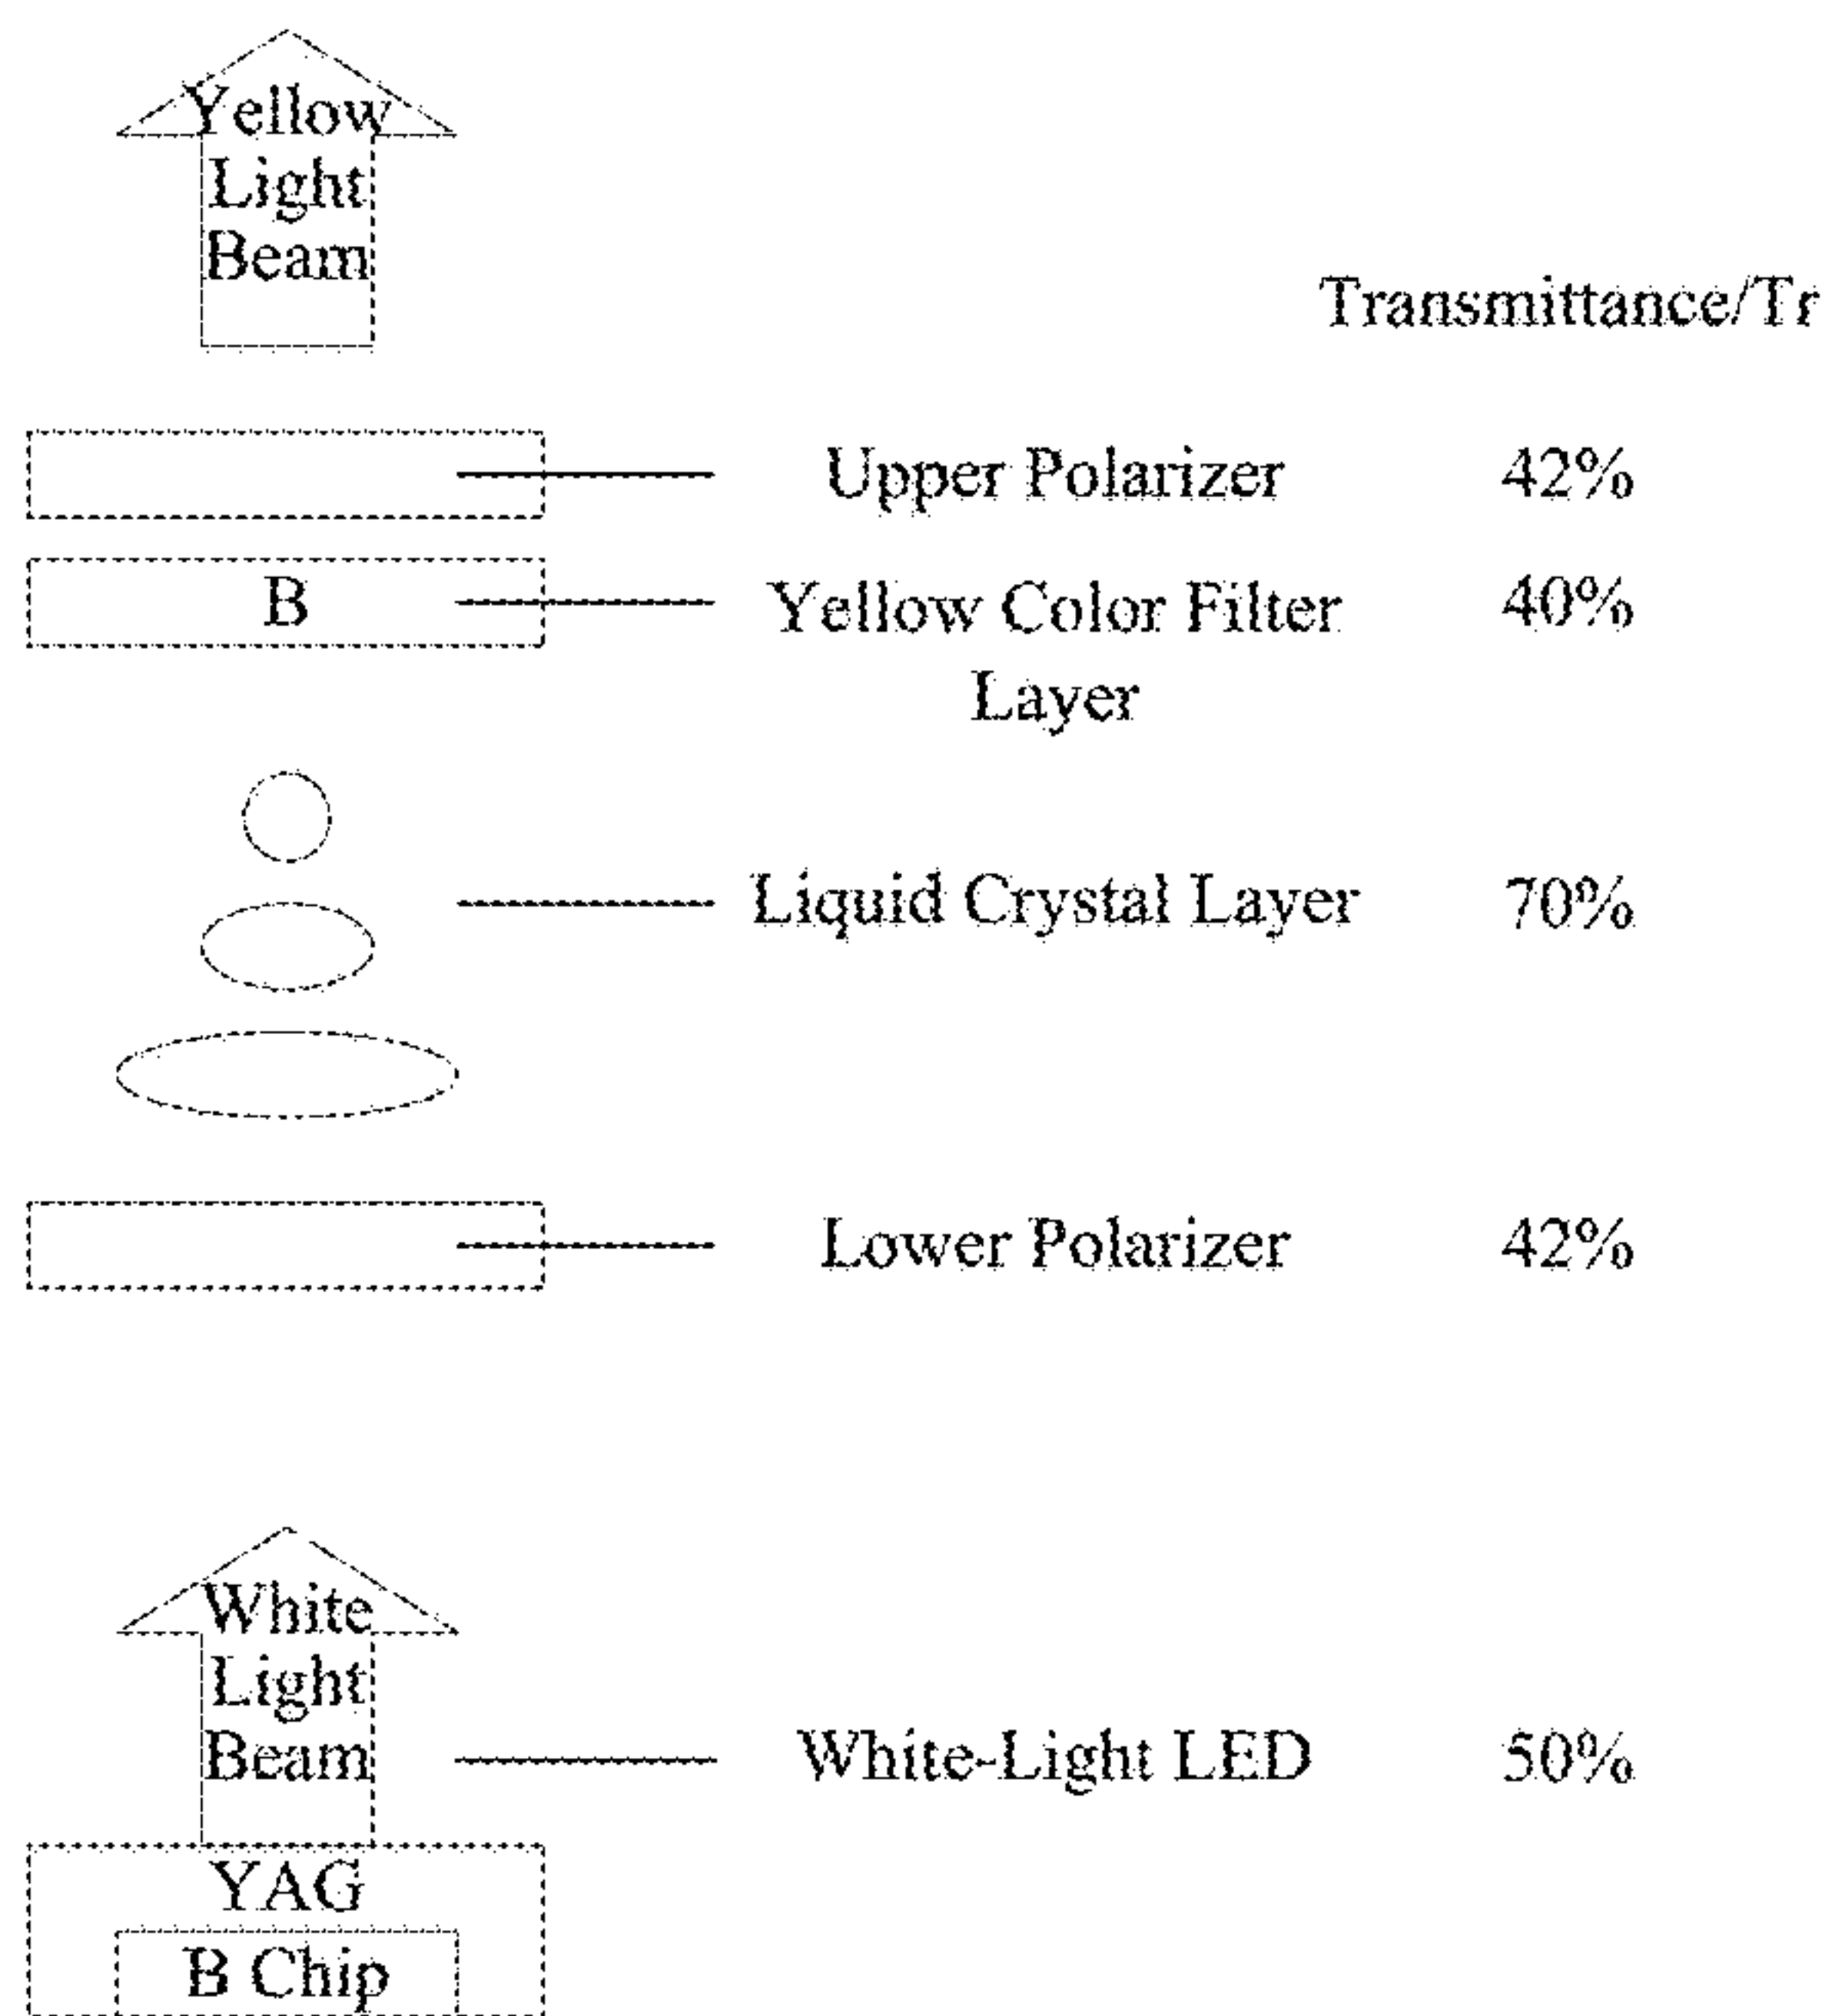 Yellow
Light
Beam
Transmittance/Tr
Upper Polarizer 42%
B Yellow Color Filter 40%
Layer
Liquid Crystal Layer 70%
Lower Polarizer 42%
White
Light
Beam
White-Light LED 50%
YAG
B Chip